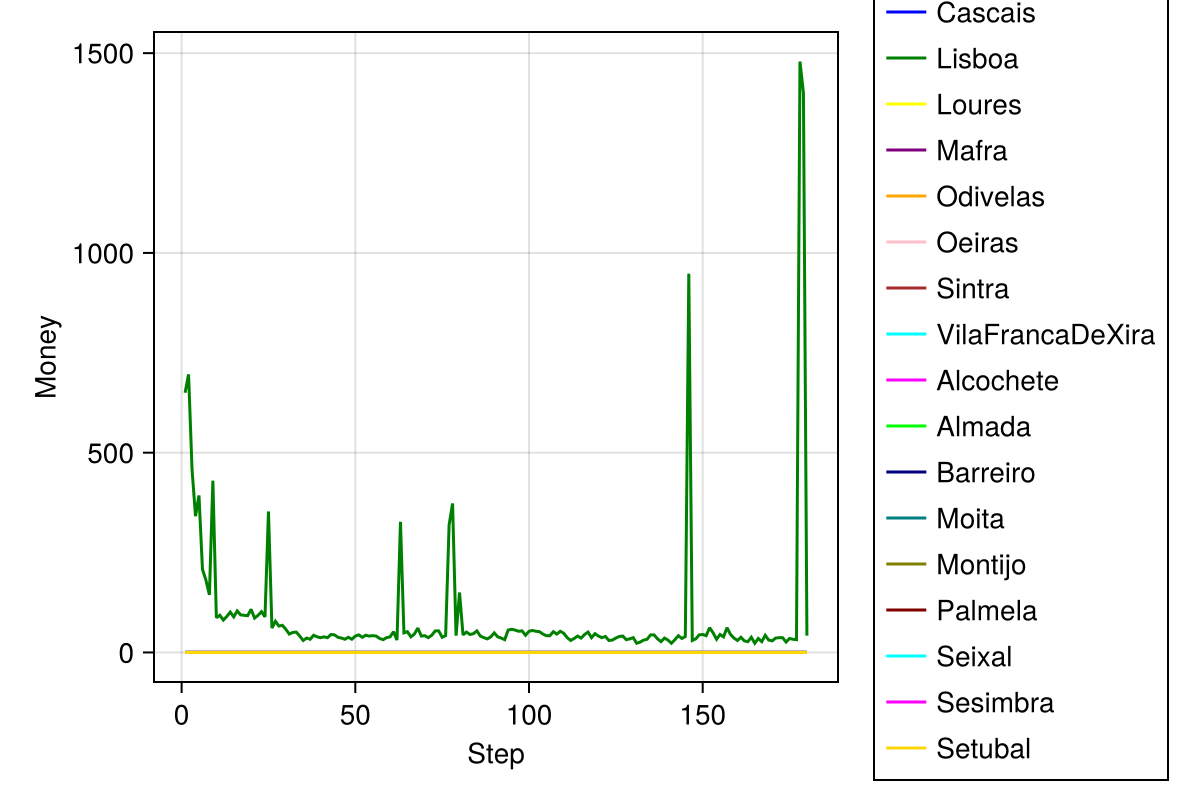 1500
1000
500
0
Money
0
50
100
150
Step
Cascais
Lisboa
Loures
Mafra
Odivelas
Oeiras
Sintra
VilaFrancaDeXira
Alcochete
Almada
Barreiro
Moita
Montijo
Palmela
Seixal
Sesimbra
Setubal